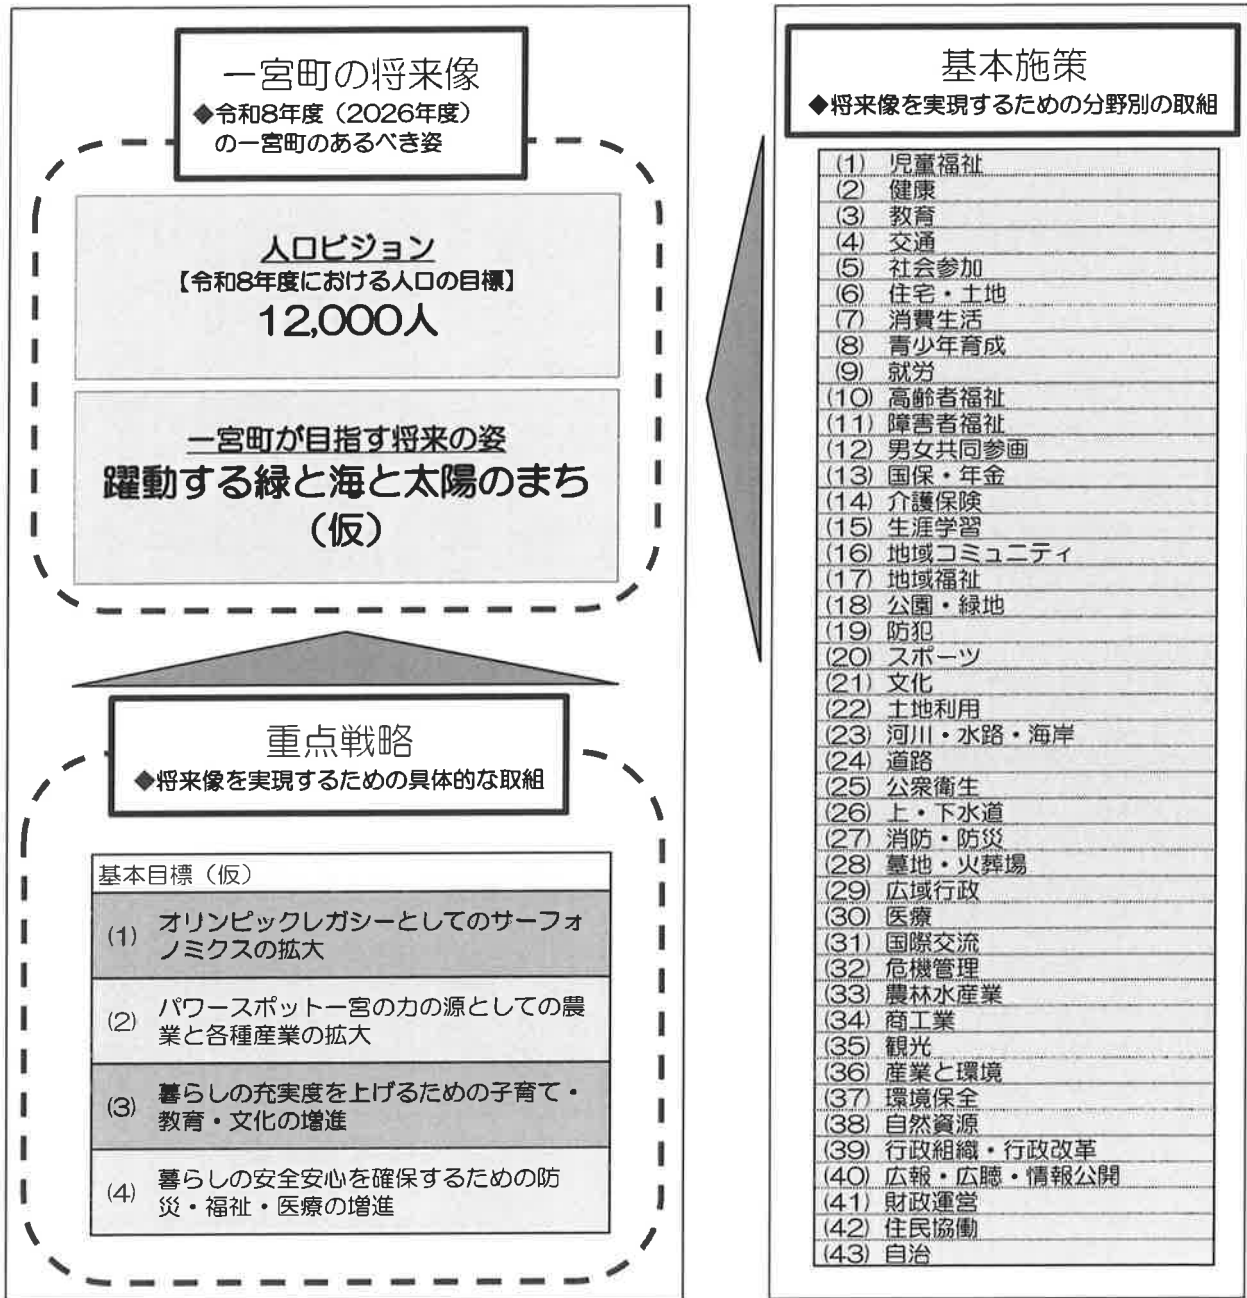 一宮町の将来像
◆令和8年度（2026年度）
の一宮町のあるべき姿
人口ビジョン
【令和8年度における人口の目標】
12,000人
一宮町が目指す将来の姿
躍動する緑と海と太陽のまち
（仮）
重点戦略
◆将来像を実現するための具体的な取組
基本目標（仮）
(1) オリンピックレガシーとしてのサーフォ
ノミクスの拡大
(2) パワースポット一宮の力の源としての農
業と各種産業の拡大
(3) 暮らしの充実度を上げるための子育て・
教育・文化の増進
(4) 暮らしの安全安心を確保するための防
災・福祉・医療の増進
基本施策
◆将来像を実現するための分野別の取組
(1) 児童福祉
(2) 健康
(3) 教育
(4) 交通
(5) 社会参加
(6) 住宅・土地
(7) 消費生活
(8) 青少年育成
(9) 就労
(10) 高齢者福祉
(11) 障害者福祉
(12) 男女共同参画
(13) 国保・年金
(14) 介護保険
(15) 生涯学習
(16) 地域コミュニティ
(17) 地域福祉
(18) 公園・緑地
(19) 防犯
(20) スポーツ
(21) 文化
(22) 土地利用
(23) 河川・水路・海岸
(24) 道路
(25) 公衆衛生
(26) 上・下水道
(27) 消防・防災
(28) 墓地・火葬場
(29) 広域行政
(30) 医療
(31) 国際交流
(32) 危機管理
(33) 農林水産業
(34) 商工業
(35) 観光
(36) 産業と環境
(37) 環境保全
(38) 自然資源
(39) 行政組織・行政改革
(40) 広報・広聴・情報公開
(41) 財政運営
(42) 住民協働
(43) 自治